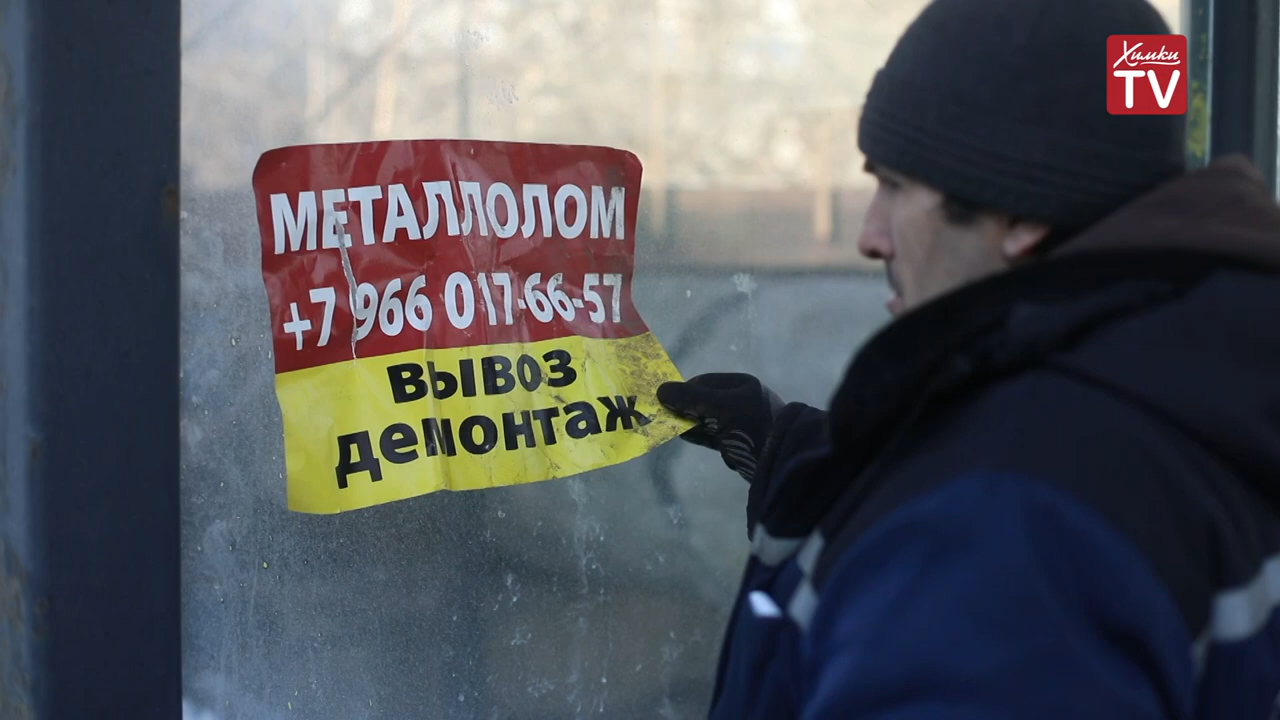 Химки
TV
МЕТАЛЛОЛОМ
+7 966 017-66-57
вывоз
демонтаж